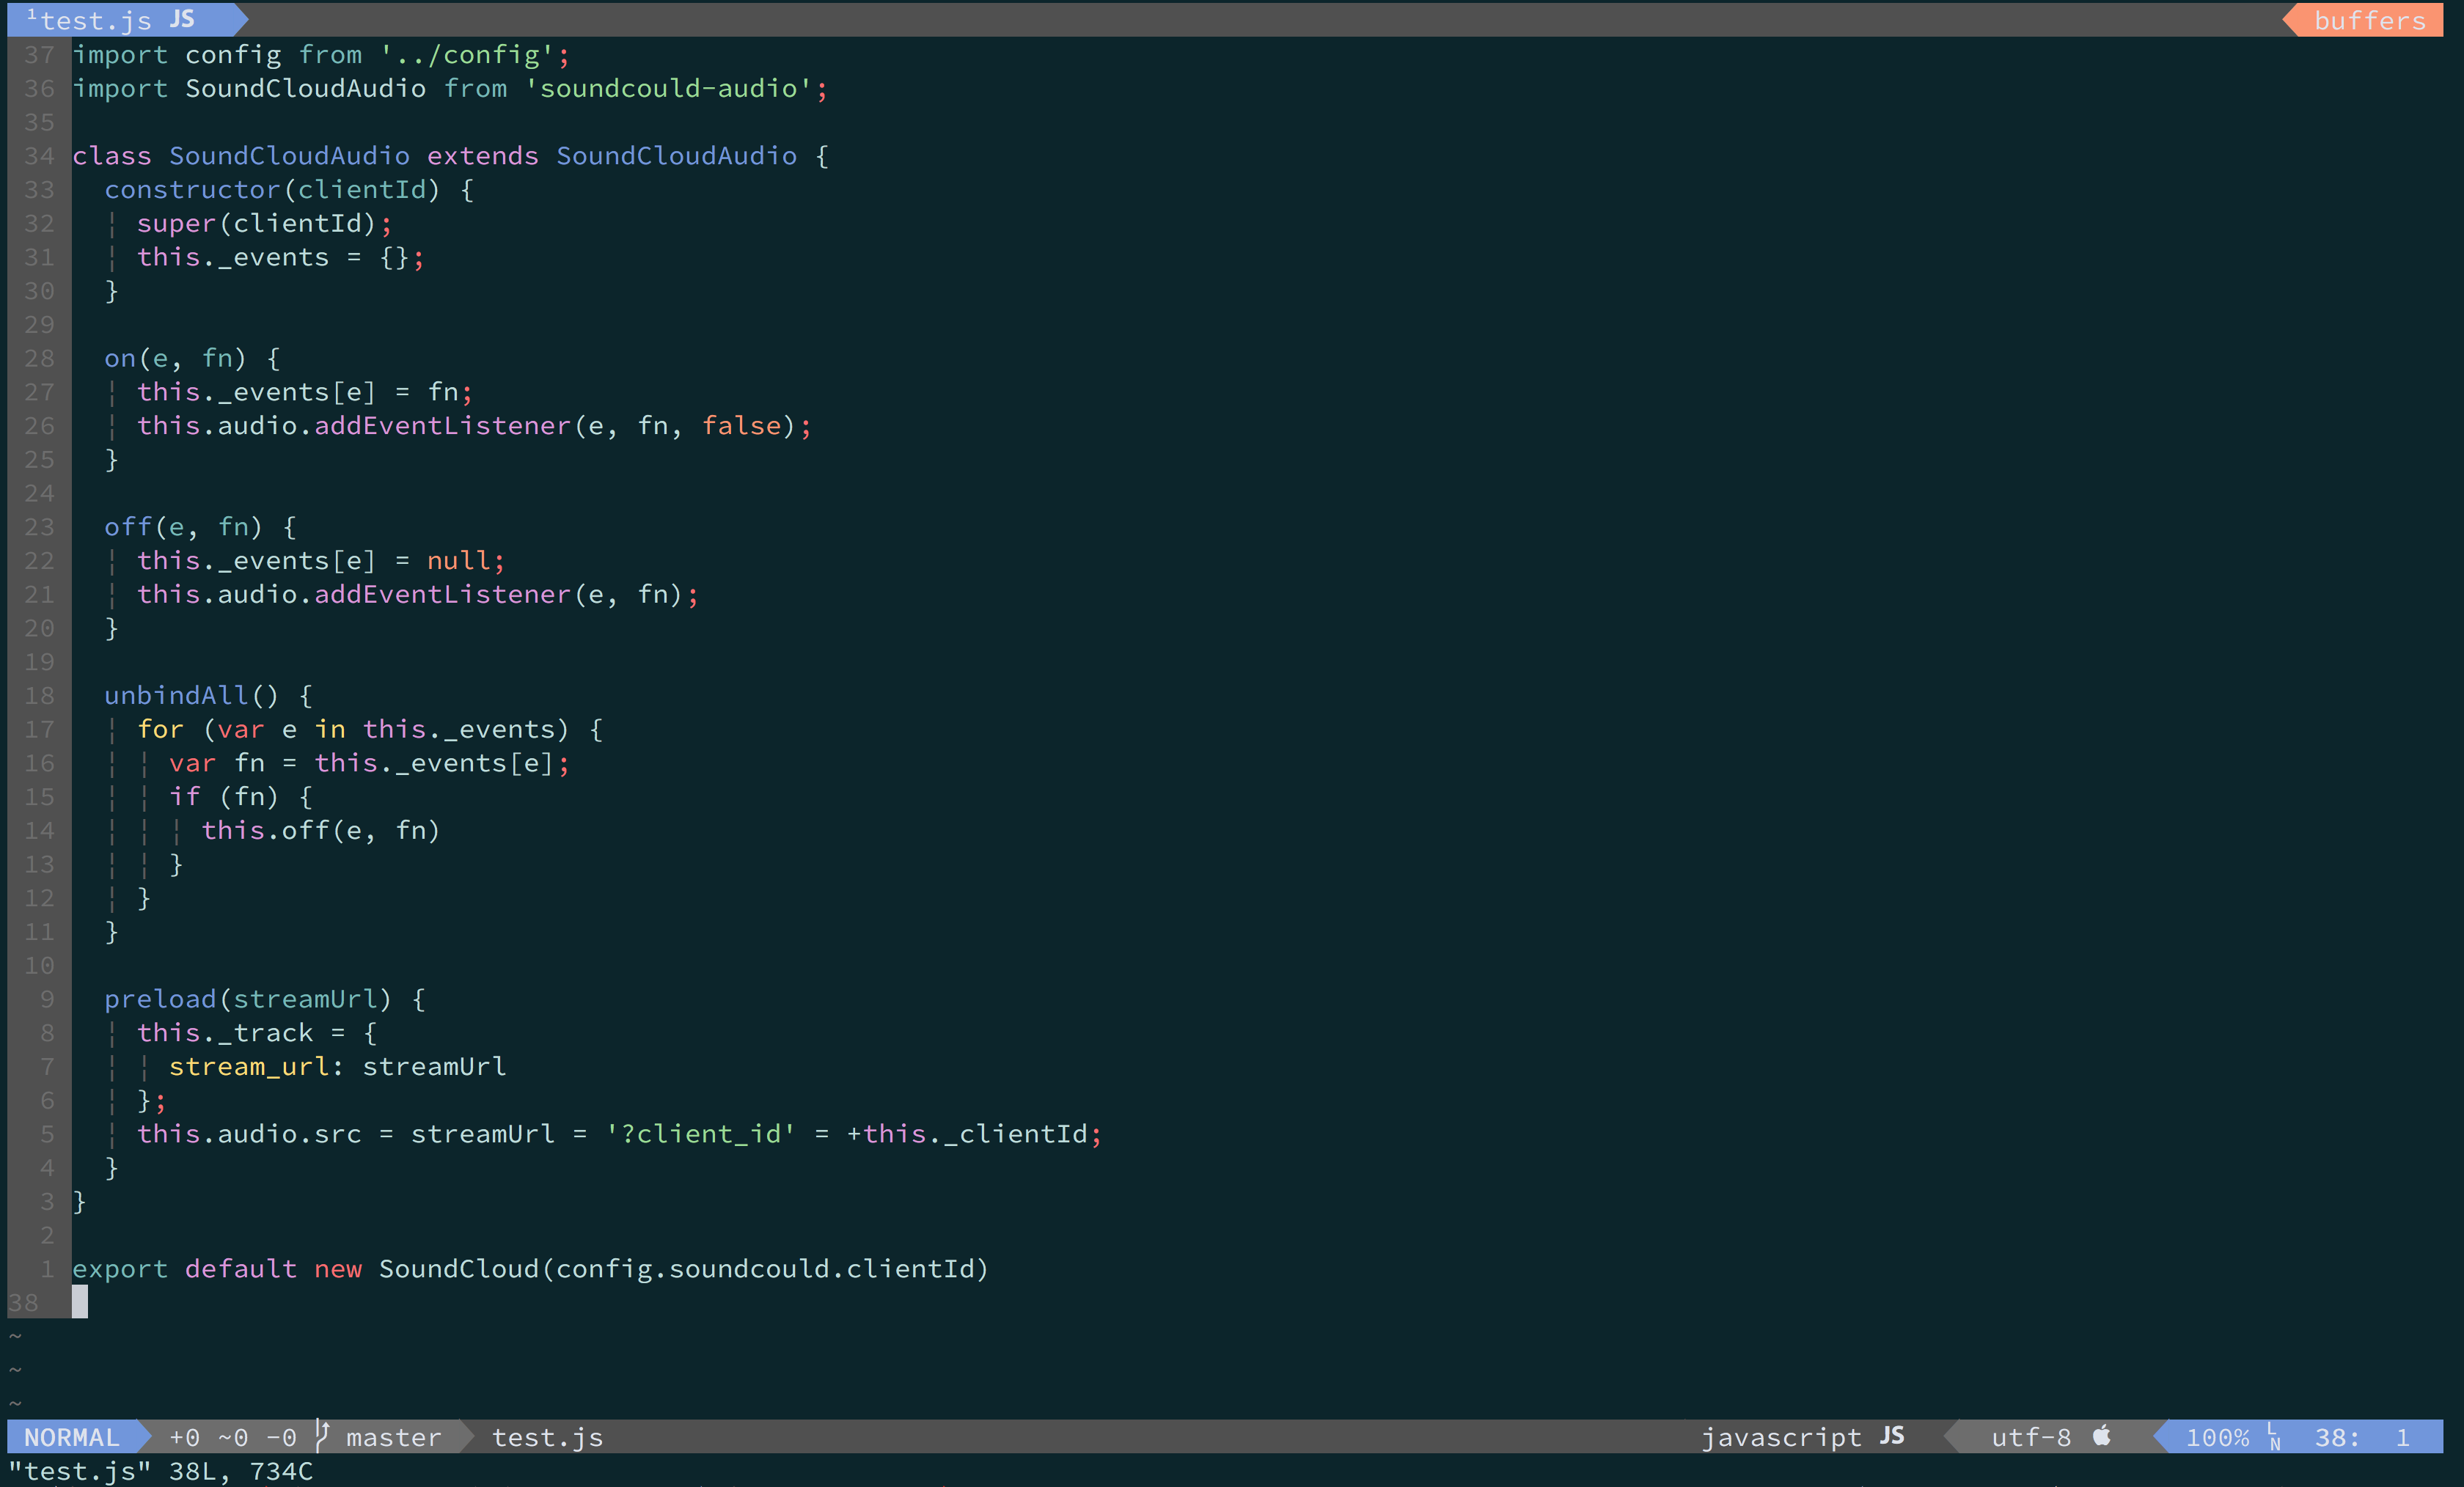 ¹test.js JS buffers
37 import config from '../config';
36 import SoundCloudAudio from 'soundcould-audio';
35
34 class SoundCloudAudio extends SoundCloudAudio {
33   constructor(clientId) {
32   ¦ super(clientId);
31   ¦ this._events = {};
30   }
29
28   on(e, fn) {
27   ¦ this._events[e] = fn;
26   ¦ this.audio.addEventListener(e, fn, false);
25   }
24
23   off(e, fn) {
22   ¦ this._events[e] = null;
21   ¦ this.audio.addEventListener(e, fn);
20   }
19
18   unbindAll() {
17   ¦ for (var e in this._events) {
16   ¦ ¦ var fn = this._events[e];
15   ¦ ¦ if (fn) {
14   ¦ ¦ ¦ this.off(e, fn)
13   ¦ ¦ }
12   ¦ }
11   }
10
9   preload(streamUrl) {
8   ¦ this._track = {
7   ¦ ¦ stream_url: streamUrl
6   ¦ };
5   ¦ this.audio.src = streamUrl = '?client_id' = +this._clientId;
4   }
3 }
2
1 export default new SoundCloud(config.soundcould.clientId)
38
~
~
~
NORMAL +0 ~0 -0 master test.js javascript JS utf-8 100% LN 38: 1
"test.js" 38L, 734C